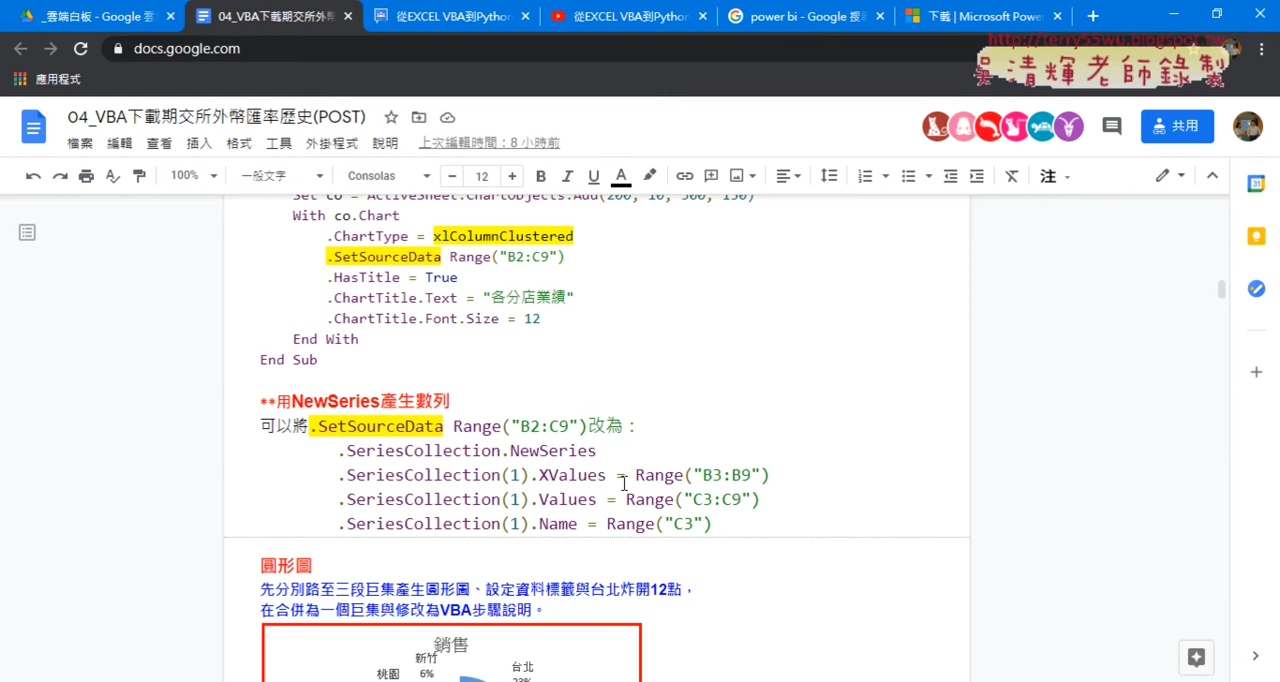 _雲端白板 - Google 雲
04_VBA下載期交所外幣
從EXCEL VBA到Python
從EXCEL VBA到Python
power bi - Google 搜
下載 | Microsoft Power
docs.google.com
http://terry55wu.blogspot.tw
吳清輝老師錄製
應用程式
04_VBA下載期交所外幣匯率歷史(POST)
檔案 編輯 查看 插入 格式 工具 外掛程式 說明 上次編輯時間：8 小時前
共用
100% 一般文字 Consolas 12 B I U A 注
Set co = ActiveSheet.ChartObjects.Add(200, 10, 300, 150)
With co.Chart
.ChartType = xlColumnClustered
.SetSourceData Range("B2:C9")
.HasTitle = True
.ChartTitle.Text = "各分店業績"
.ChartTitle.Font.Size = 12
End With
End Sub
**用NewSeries產生數列
可以將.SetSourceData Range("B2:C9")改為：
.SeriesCollection.NewSeries
.SeriesCollection(1).XValues = Range("B3:B9")
.SeriesCollection(1).Values = Range("C3:C9")
.SeriesCollection(1).Name = Range("C3")
圓形圖
先分別路至三段巨集產生圓形圖、設定資料標籤與台北炸開12點，
在合併為一個巨集與修改為VBA步驟說明。
銷售
新竹
6%
桃園
台北
23%
31